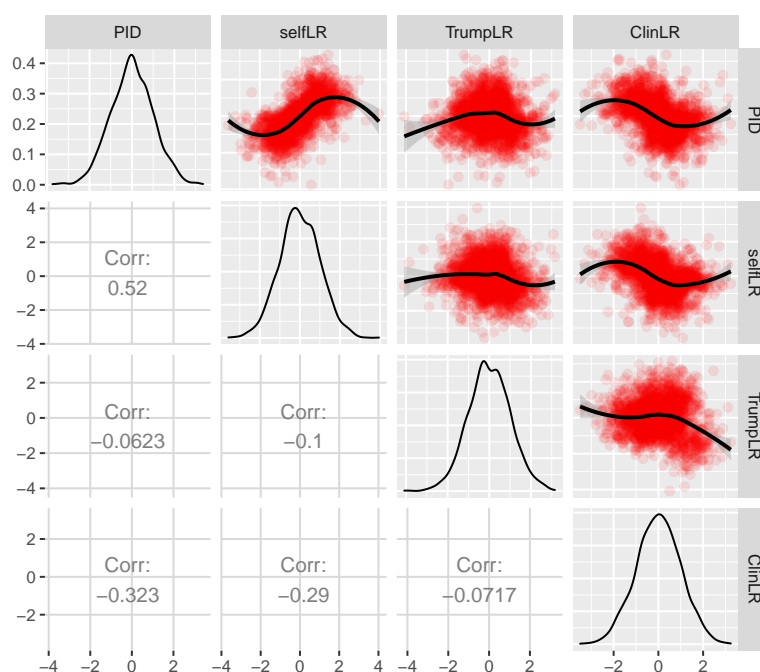 PID selfLR TrumpLR ClinLR
0.4
0.3
0.2
0.1
0.0
PID
4
2
0
−2
−4
Corr:
0.52
selfLR
2
0
−2
−4
Corr:
−0.0623
Corr:
−0.1
TrumpLR
2
0
−2
Corr:
−0.323
Corr:
−0.29
Corr:
−0.0717
ClinLR
−4 −2 0 2 −4 −2 0 2 4 −4 −2 0 2 −2 0 2